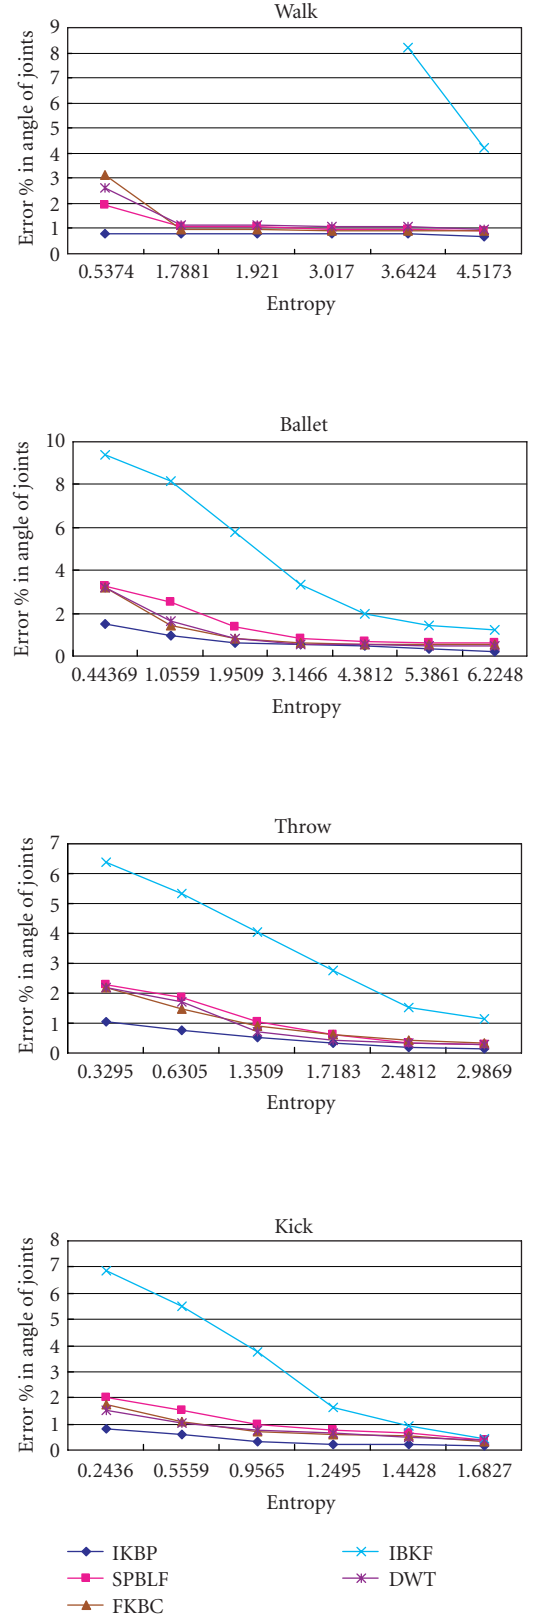 Walk
Error % in angle of joints
9
8
7
6
5
4
3
2
1
0
0.5374 1.7881 1.921 3.017 3.6424 4.5173
Entropy
Ballet
Error % in angle of joints
10
8
6
4
2
0
0.44369 1.0559 1.9509 3.1466 4.3812 5.3861 6.2248
Entropy
Throw
Error % in angle of joints
7
6
5
4
3
2
1
0
0.3295 0.6305 1.3509 1.7183 2.4812 2.9869
Entropy
Kick
Error % in angle of joints
8
7
6
5
4
3
2
1
0
0.2436 0.5559 0.9565 1.2495 1.4428 1.6827
Entropy
IKBP IBKF
SPBLF DWT
FKBC